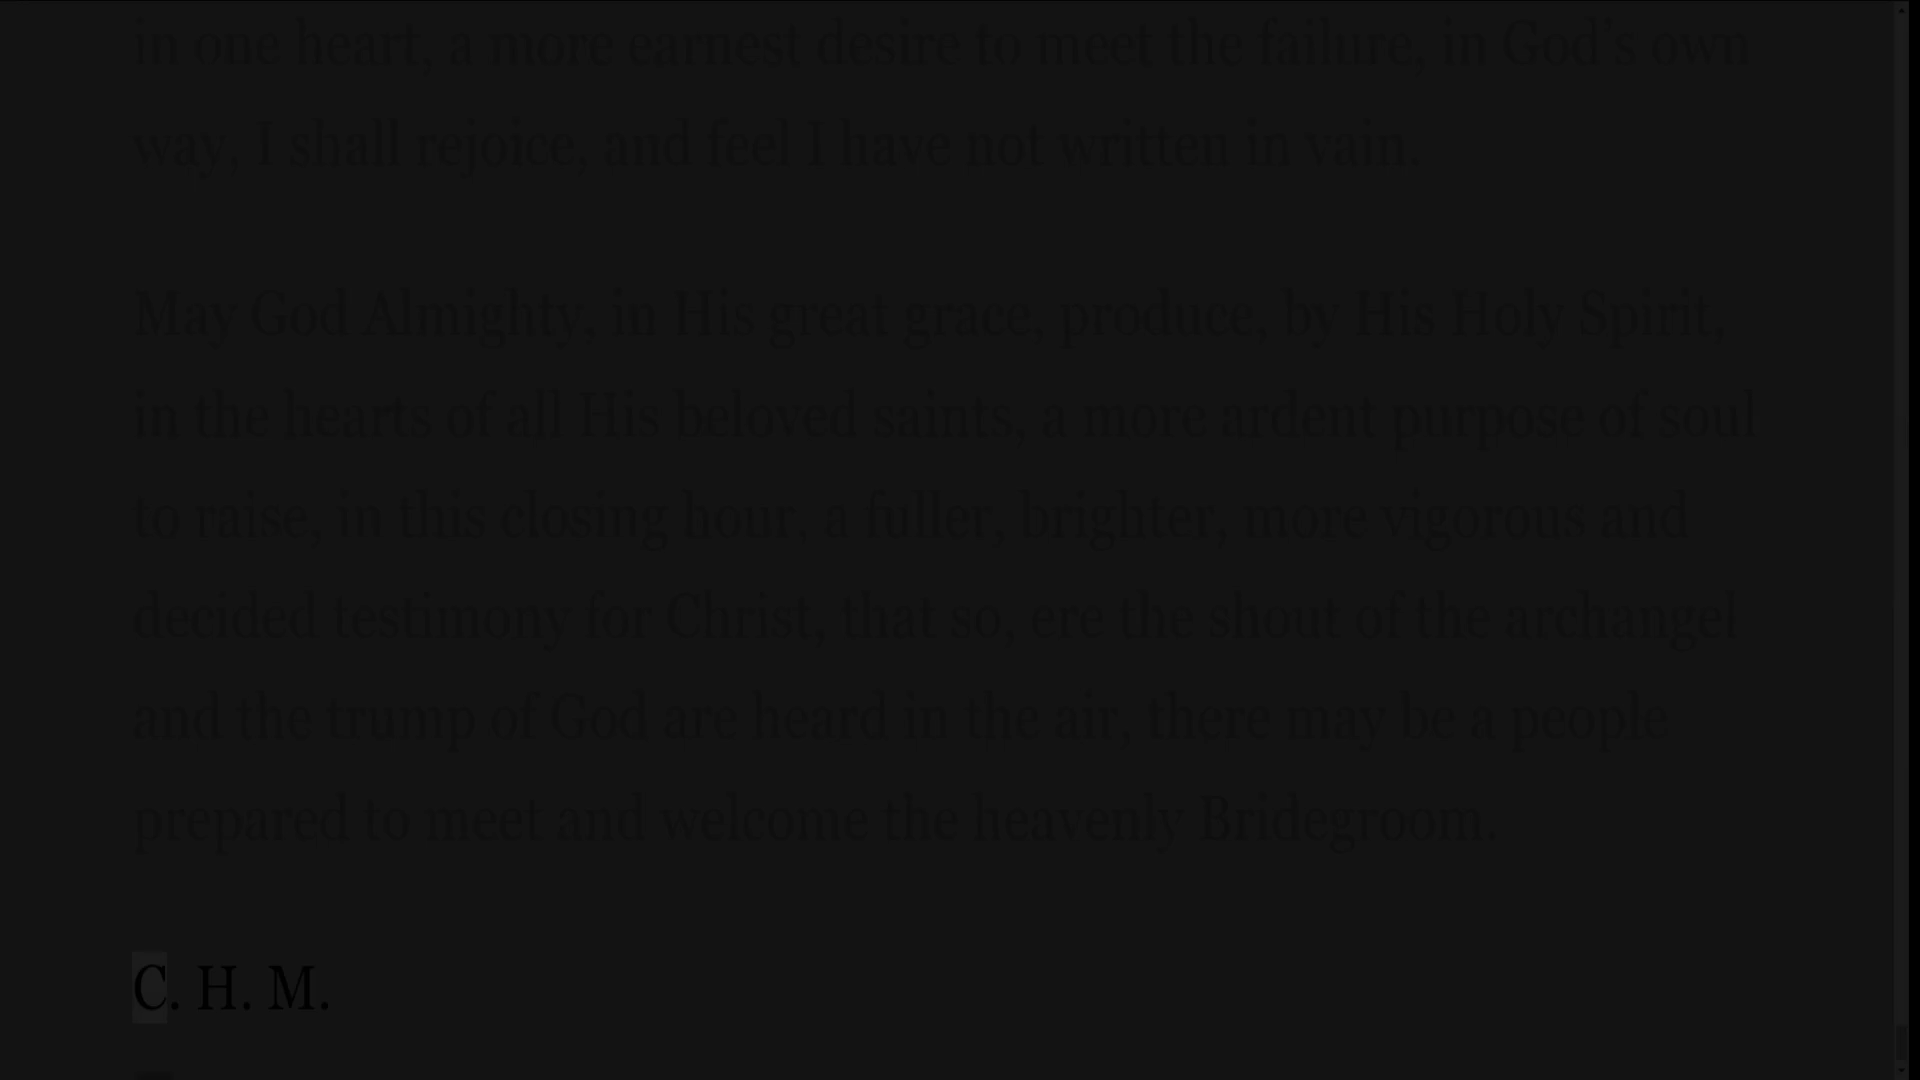 in one heart, a more earnest desire to meet the failure, in God's own
way, I shall rejoice, and feel I have not written in vain.
May God Almighty, in His great grace, produce, by His Holy Spirit,
in the hearts of all His beloved saints, a more ardent purpose of soul
to raise, in this closing hour, a fuller, brighter, more vigorous and
decided testimony for Christ, that so, ere the shout of the archangel
and the trump of God are heard in the air, there may be a people
prepared to meet and welcome the heavenly Bridegroom.
C. H. M.